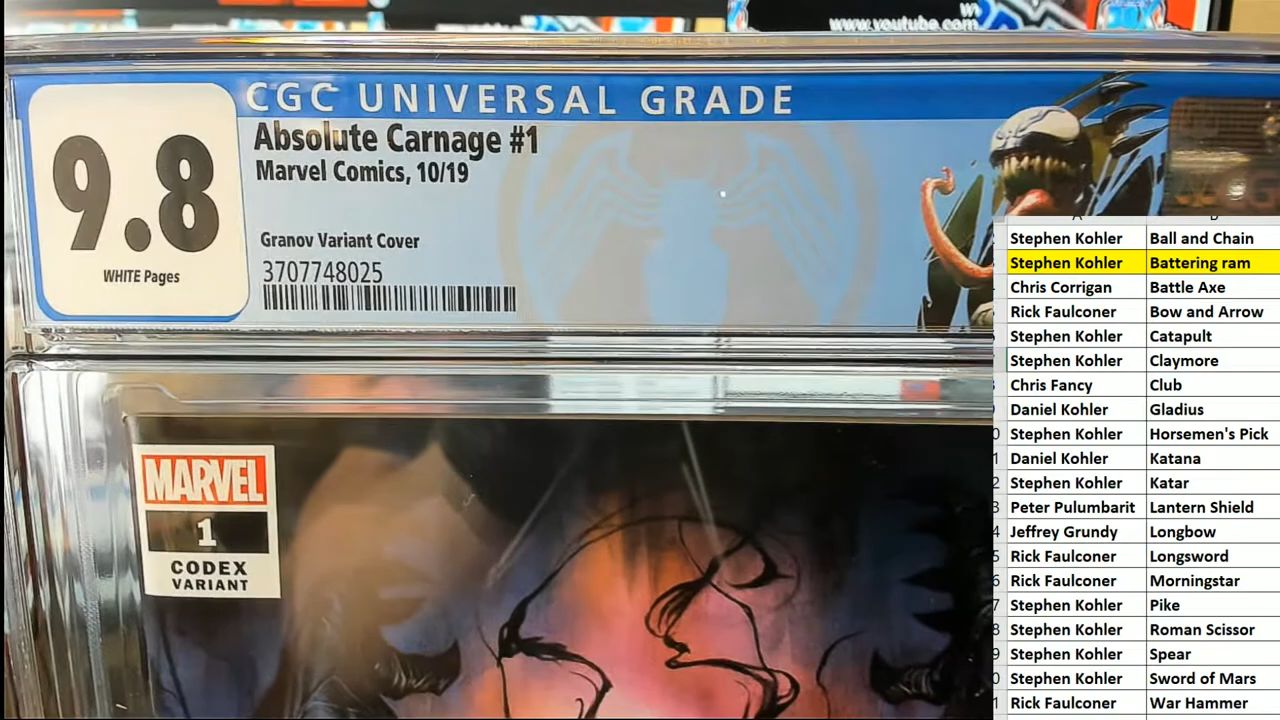 www.youtube.com
CGC UNIVERSAL GRADE
9.8
WHITE Pages
Absolute Carnage #1
Marvel Comics, 10/19
Granov Variant Cover
3707748025
MARVEL
1
CODEX
VARIANT
Stephen Kohler Ball and Chain
Stephen Kohler Battering ram
Chris Corrigan Battle Axe
Rick Faulconer Bow and Arrow
Stephen Kohler Catapult
Stephen Kohler Claymore
Chris Fancy Club
Daniel Kohler Gladius
Stephen Kohler Horsemen's Pick
Daniel Kohler Katana
Stephen Kohler Katar
Peter Pulumbarit Lantern Shield
Jeffrey Grundy Longbow
Rick Faulconer Longsword
Rick Faulconer Morningstar
Stephen Kohler Pike
Stephen Kohler Roman Scissor
Stephen Kohler Spear
Stephen Kohler Sword of Mars
Rick Faulconer War Hammer